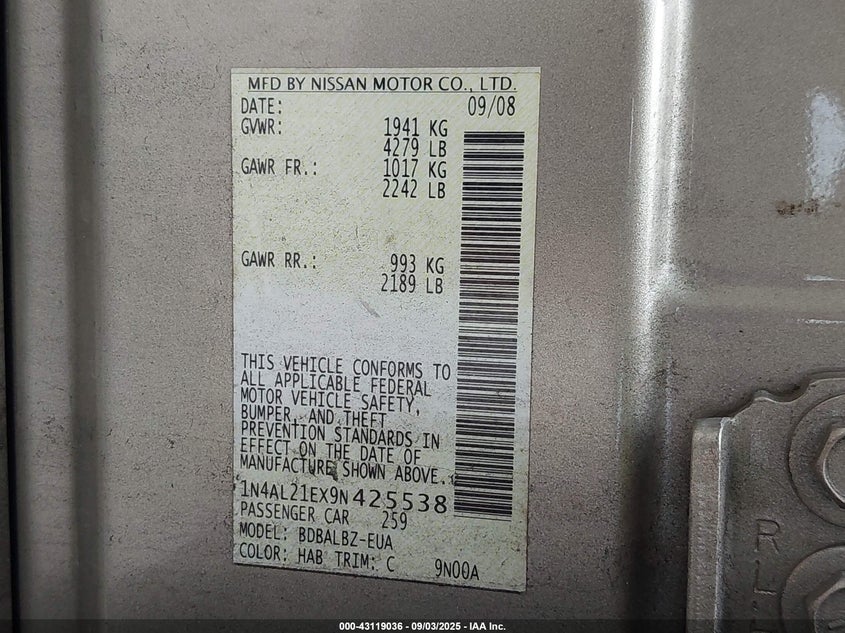 MFD BY NISSAN MOTOR CO., LTD.
DATE: 09/08
GVWR: 1941 KG
4279 LB
GAWR FR.: 1017 KG
2242 LB
GAWR RR.: 993 KG
2189 LB
THIS VEHICLE CONFORMS TO
ALL APPLICABLE FEDERAL
MOTOR VEHICLE SAFETY,
BUMPER, AND THEFT
PREVENTION STANDARDS IN
EFFECT ON THE DATE OF
MANUFACTURE SHOWN ABOVE.
1N4AL21EX9N425538
PASSENGER CAR 259
MODEL: BDBALBZ-EUA
COLOR: HAB TRIM: C 9N00A
R
L
000-43119036 - 09/03/2025 - IAA Inc.